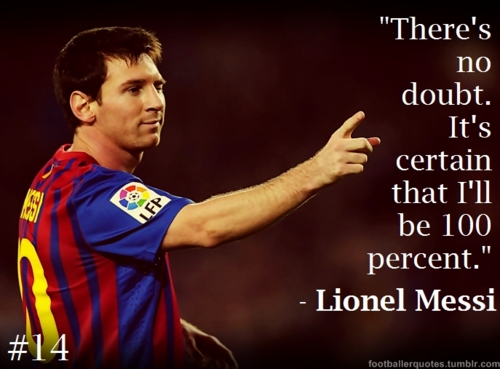 "There's
no
doubt.
It's
certain
that I'll
be 100
percent."
- Lionel Messi
MESSI
LFP
#14
footballerquotes.tumblr.com